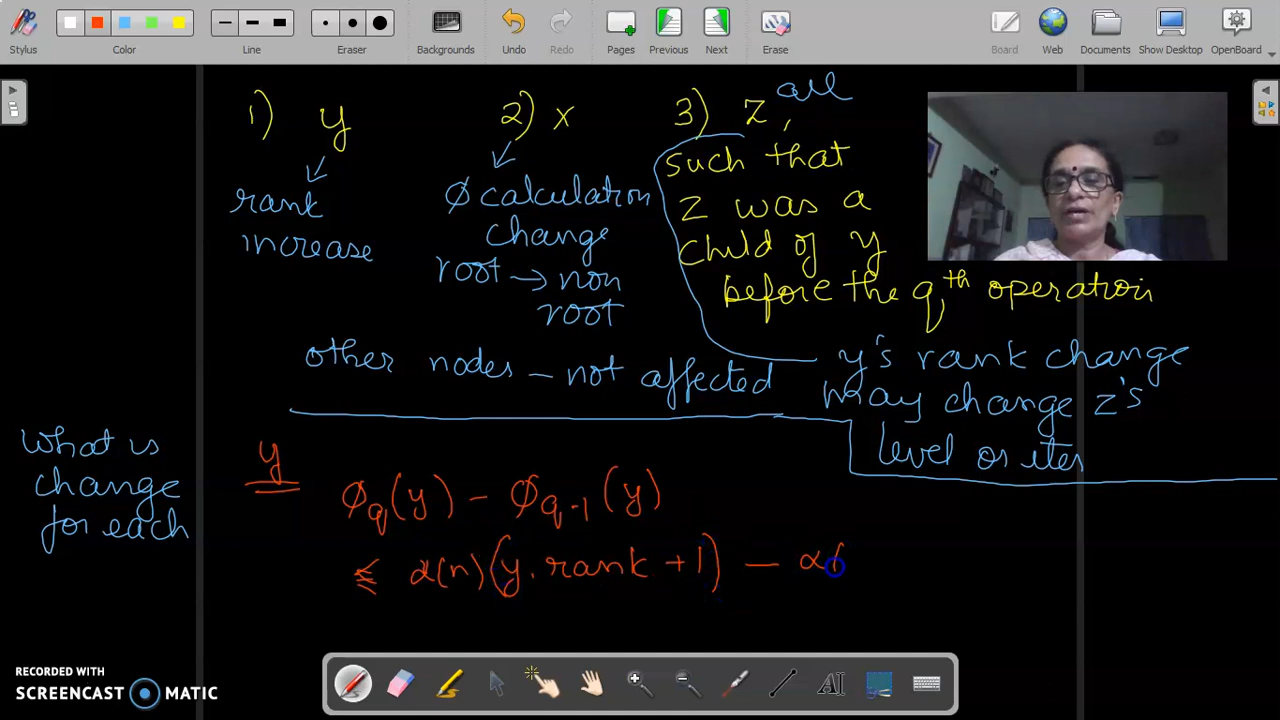 Stylus Color Line Eraser Backgrounds Undo Redo Pages Previous Next Erase Board Web Documents Show Desktop OpenBoard
1) y
↓
rank
increase
2) x
↓
φ calculation
change
root → non
root
3) z, all
such that
z was a
child of y
before the qth operation
other nodes - not affected
y's rank change
may change z's
level or iter
What is
change
for each
y
φq(y) - φq-1(y)
≤ α(n)(y.rank + 1) - α(
RECORDED WITH
SCREENCAST MATIC